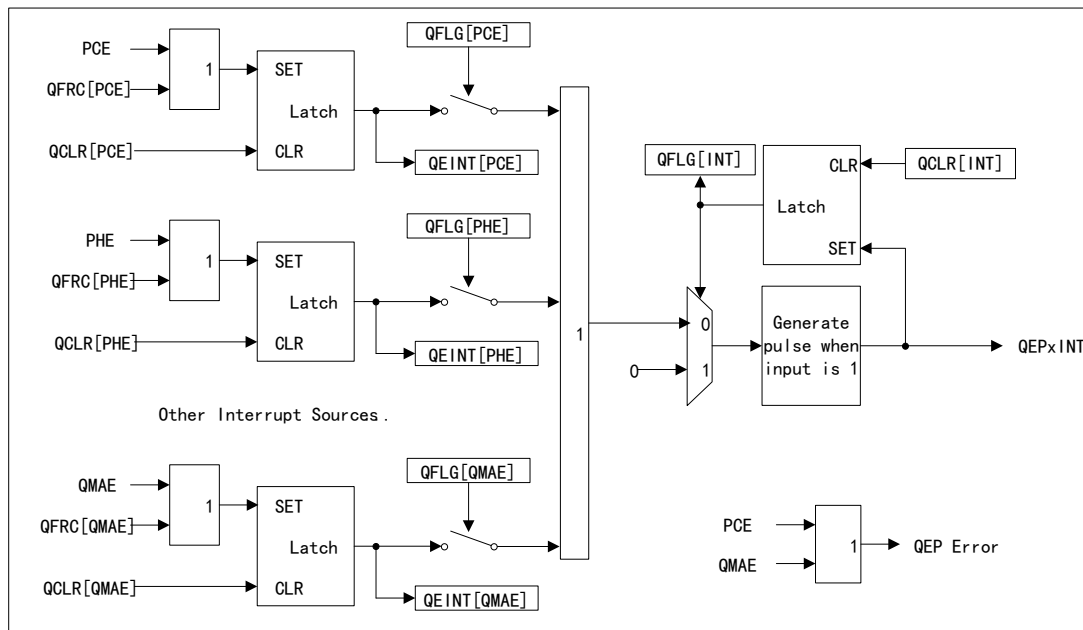 QFLG[PCE]
PCE
1
SET
QFRC[PCE]
Latch
QCLR[PCE]
CLR
QEINT[PCE]
QFLG[PHE]
PHE
1
SET
QFRC[PHE]
Latch
QCLR[PHE]
CLR
QEINT[PHE]
Other Interrupt Sources.
QFLG[QMAE]
QMAE
1
SET
QFRC[QMAE]
Latch
QCLR[QMAE]
CLR
QEINT[QMAE]
1
QFLG[INT]
CLR
QCLR[INT]
Latch
SET
0
0
1
Generate
pulse when
input is 1
QEPxINT
PCE
QMAE
1
QEP Error